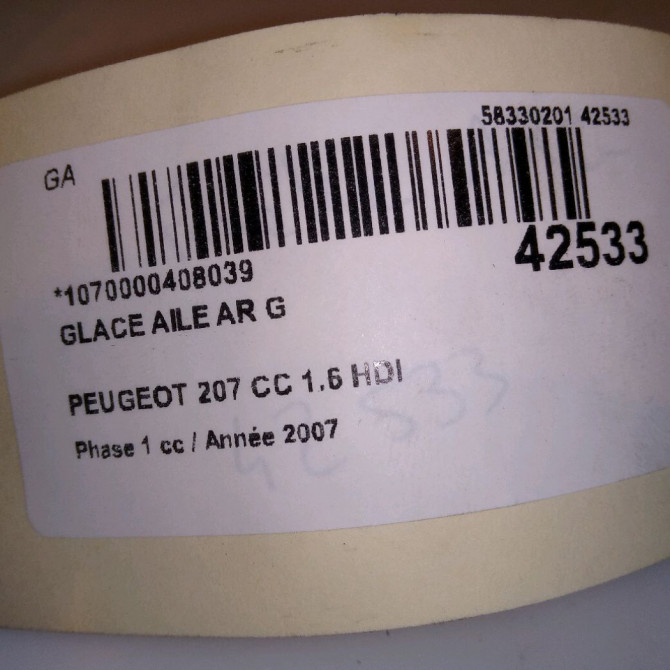 58330201 42533
GA
42533
*1070000408039
GLACE AILE AR G
PEUGEOT 207 CC 1.6 HDI
Phase 1 cc / Année 2007
42533